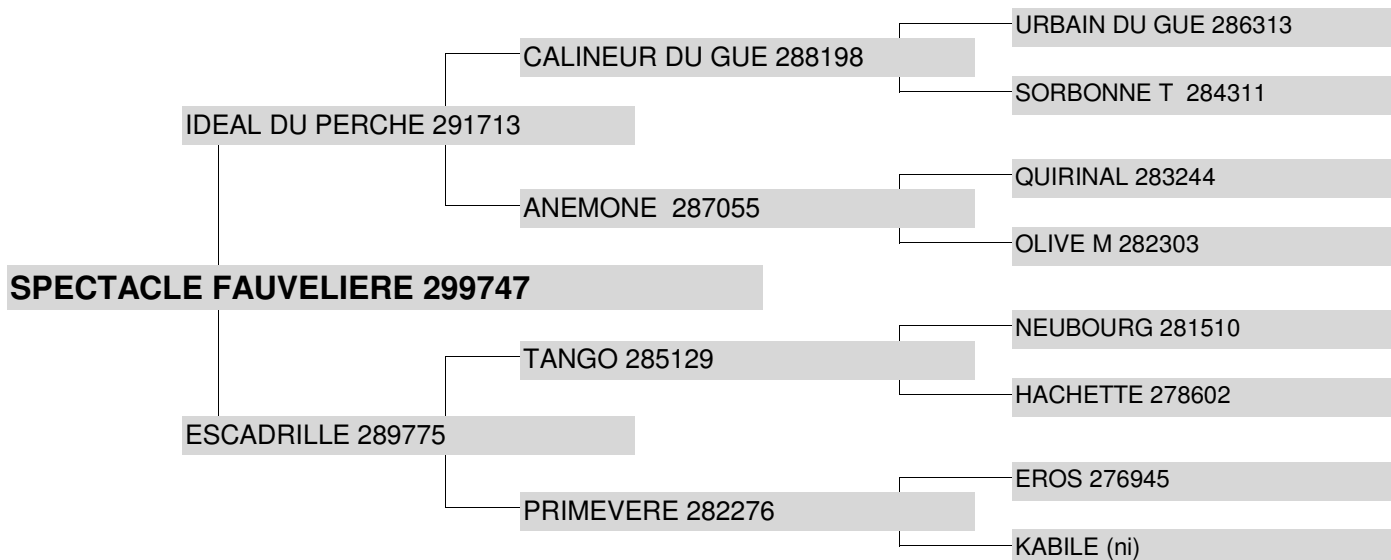 URBAIN DU GUE 286313
CALINEUR DU GUE 288198
SORBONNE T  284311
IDEAL DU PERCHE 291713
QUIRINAL 283244
ANEMONE  287055
OLIVE M 282303
SPECTACLE FAUVELIERE 299747
NEUBOURG 281510
TANGO 285129
HACHETTE 278602
ESCADRILLE 289775
EROS 276945
PRIMEVERE 282276
KABILE (ni)